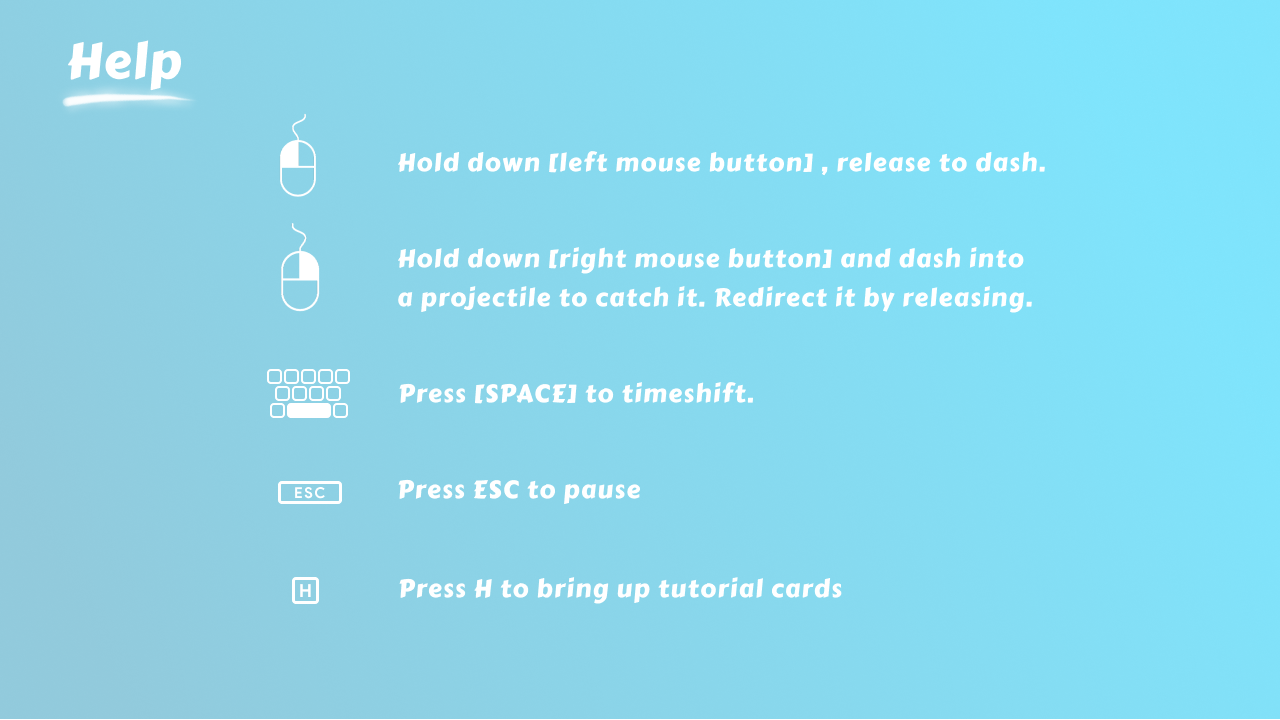 Help
Hold down [left mouse button] , release to dash.
Hold down [right mouse button] and dash into
a projectile to catch it. Redirect it by releasing.
Press [SPACE] to timeshift.
ESC
Press ESC to pause
H
Press H to bring up tutorial cards